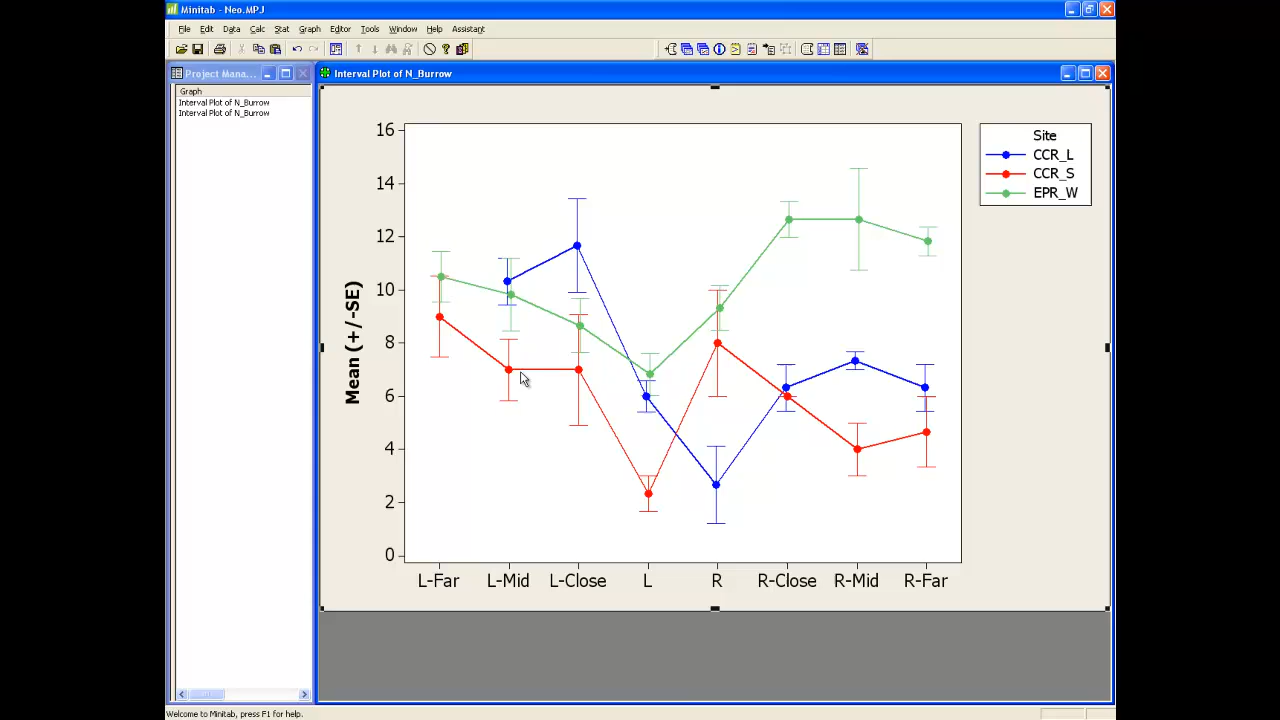 Minitab - Neo.MPJ
File Edit Data Calc Stat Graph Editor Tools Window Help Assistant
Project Mana...
Graph
Interval Plot of N_Burrow
Interval Plot of N_Burrow
Interval Plot of N_Burrow
Mean (+/-SE)
16
14
12
10
8
6
4
2
0
L-Far L-Mid L-Close L R R-Close R-Mid R-Far
Site
CCR_L
CCR_S
EPR_W
Welcome to Minitab, press F1 for help.